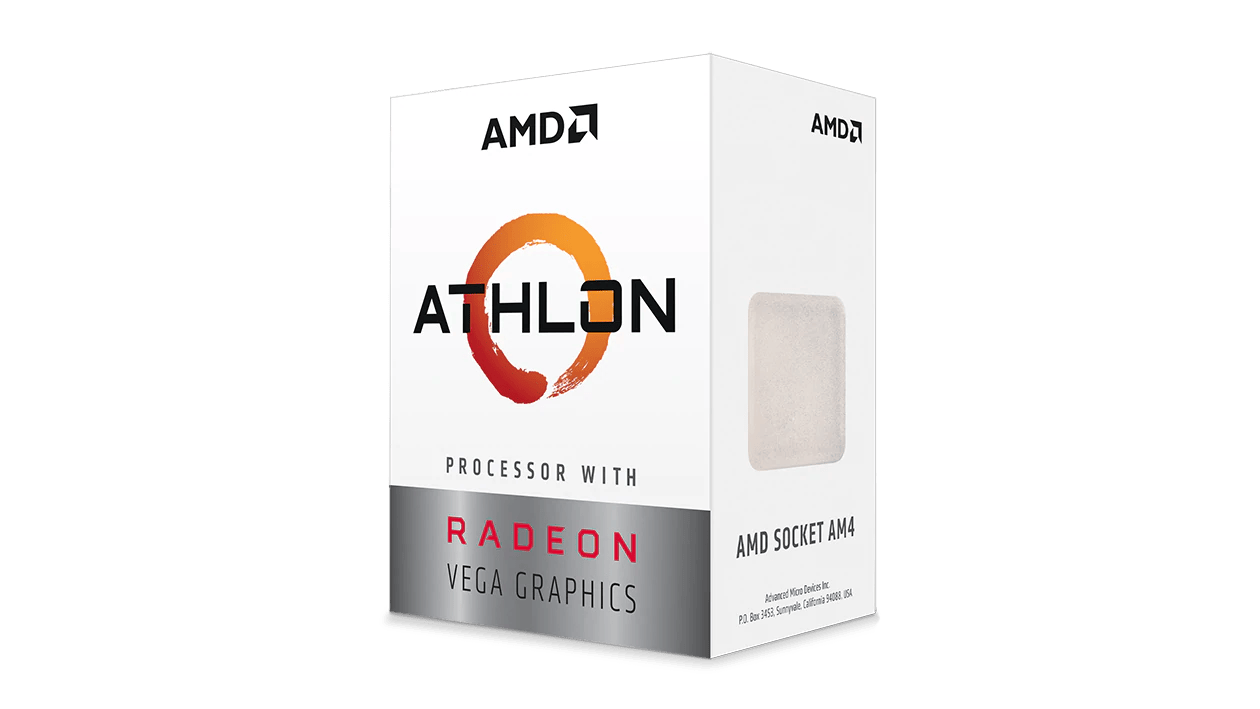 AMD
ATHLON
PROCESSOR WITH
RADEON
VEGA GRAPHICS
AMD
AMD SOCKET AM4
Advanced Micro Devices Inc.
P.O. Box 3453, Sunnyvale, California 94088, USA